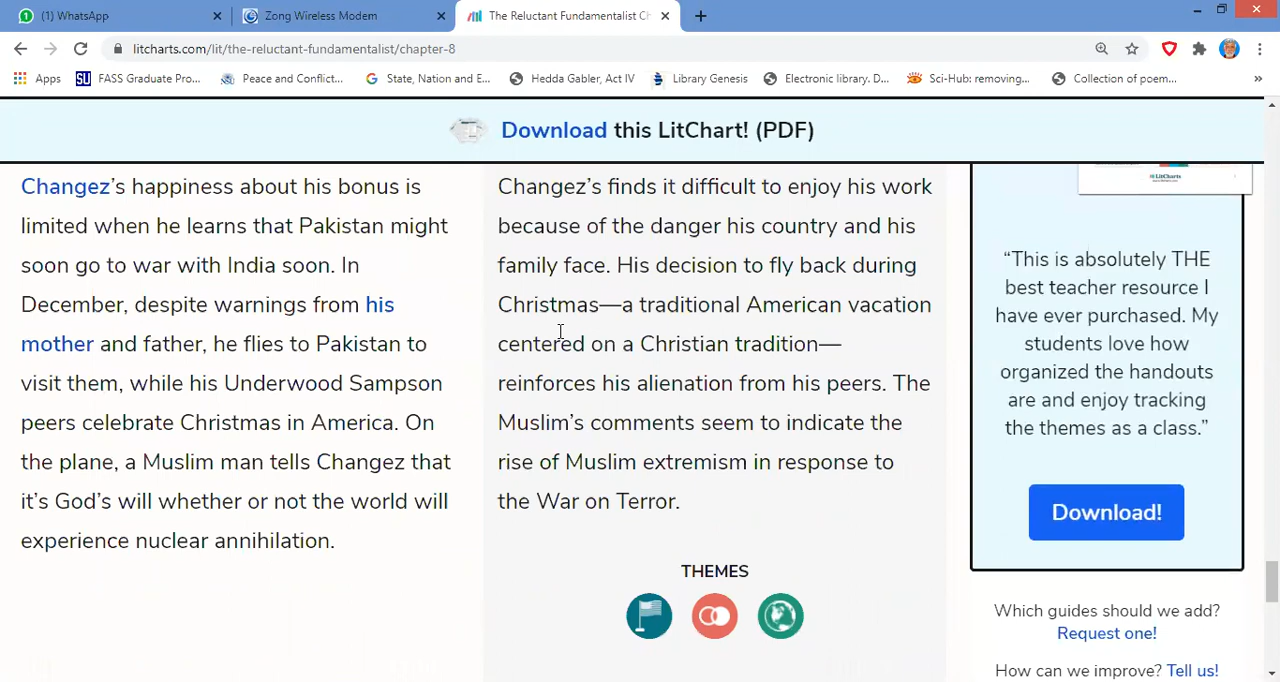 (1) WhatsApp
Zong Wireless Modem
The Reluctant Fundamentalist Ch
litcharts.com/lit/the-reluctant-fundamentalist/chapter-8
Apps
SU FASS Graduate Pro...
Peace and Conflict...
State, Nation and E...
Hedda Gabler, Act IV
Library Genesis
Electronic library. D...
Sci-Hub: removing...
Collection of poem...
»
Download this LitChart! (PDF)
Changez’s happiness about his bonus is
limited when he learns that Pakistan might
soon go to war with India soon. In
December, despite warnings from his
mother and father, he flies to Pakistan to
visit them, while his Underwood Sampson
peers celebrate Christmas in America. On
the plane, a Muslim man tells Changez that
it’s God’s will whether or not the world will
experience nuclear annihilation.
Changez’s finds it difficult to enjoy his work
because of the danger his country and his
family face. His decision to fly back during
Christmas—a traditional American vacation
centered on a Christian tradition—
reinforces his alienation from his peers. The
Muslim’s comments seem to indicate the
rise of Muslim extremism in response to
the War on Terror.
THEMES
LitCharts
“This is absolutely THE
best teacher resource I
have ever purchased. My
students love how
organized the handouts
are and enjoy tracking
the themes as a class.”
Download!
Which guides should we add?
Request one!
How can we improve? Tell us!